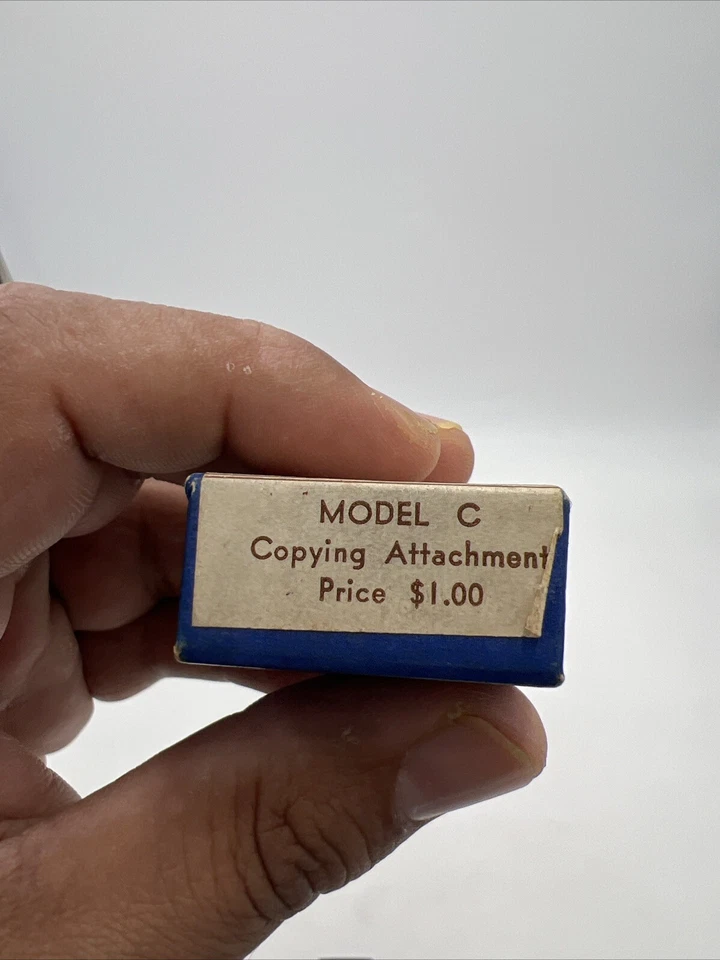 MODEL C
Copying Attachment
Price $1.00